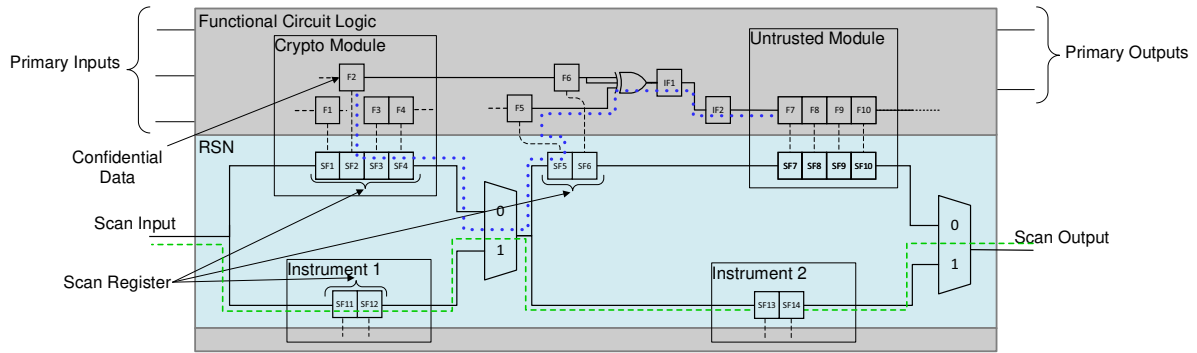 Functional Circuit Logic
Crypto Module
Untrusted Module
Primary Inputs
Primary Outputs
F2
F6
IF1
F1
F3
F4
F5
IF2
F7
F8
F9
F10
RSN
Confidential
Data
SF1
SF2
SF3
SF4
SF5
SF6
SF7
SF8
SF9
SF10
0
1
0
1
Scan Input
Scan Output
Scan Register
Instrument 1
Instrument 2
SF11
SF12
SF13
SF14